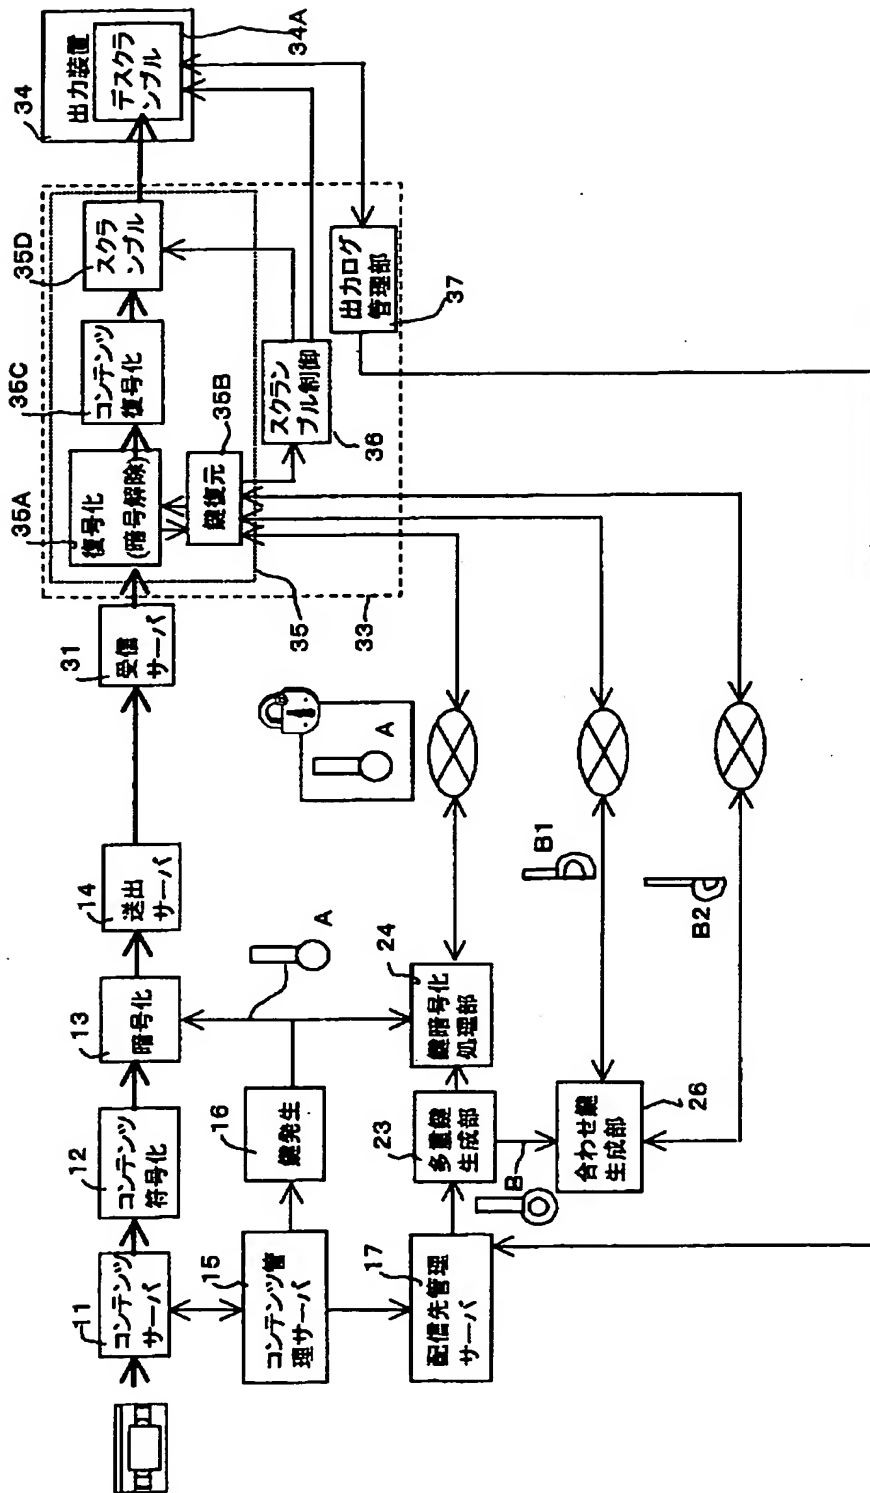 11
コンテンツ
サーバ
12
コンテンツ
符号化
13
暗号化
14
送出
サーバ
31
受信
サーバ
35A
復号化
(暗号解除)
35C
コンテンツ
復号化
35D
スクラ
ンブル
34
出力装置
デスクラ
ンブル
34A
35B
鍵復元
35
33
スクラン
ブル制御
36
出力ログ
管理部
37
15
コンテンツ管
理サーバ
16
鍵発生
A
A
17
配信先管理
サーバ
23
多重鍵
生成部
24
鍵暗号化
処理部
B
合わせ鍵
生成部
26
B1
B2